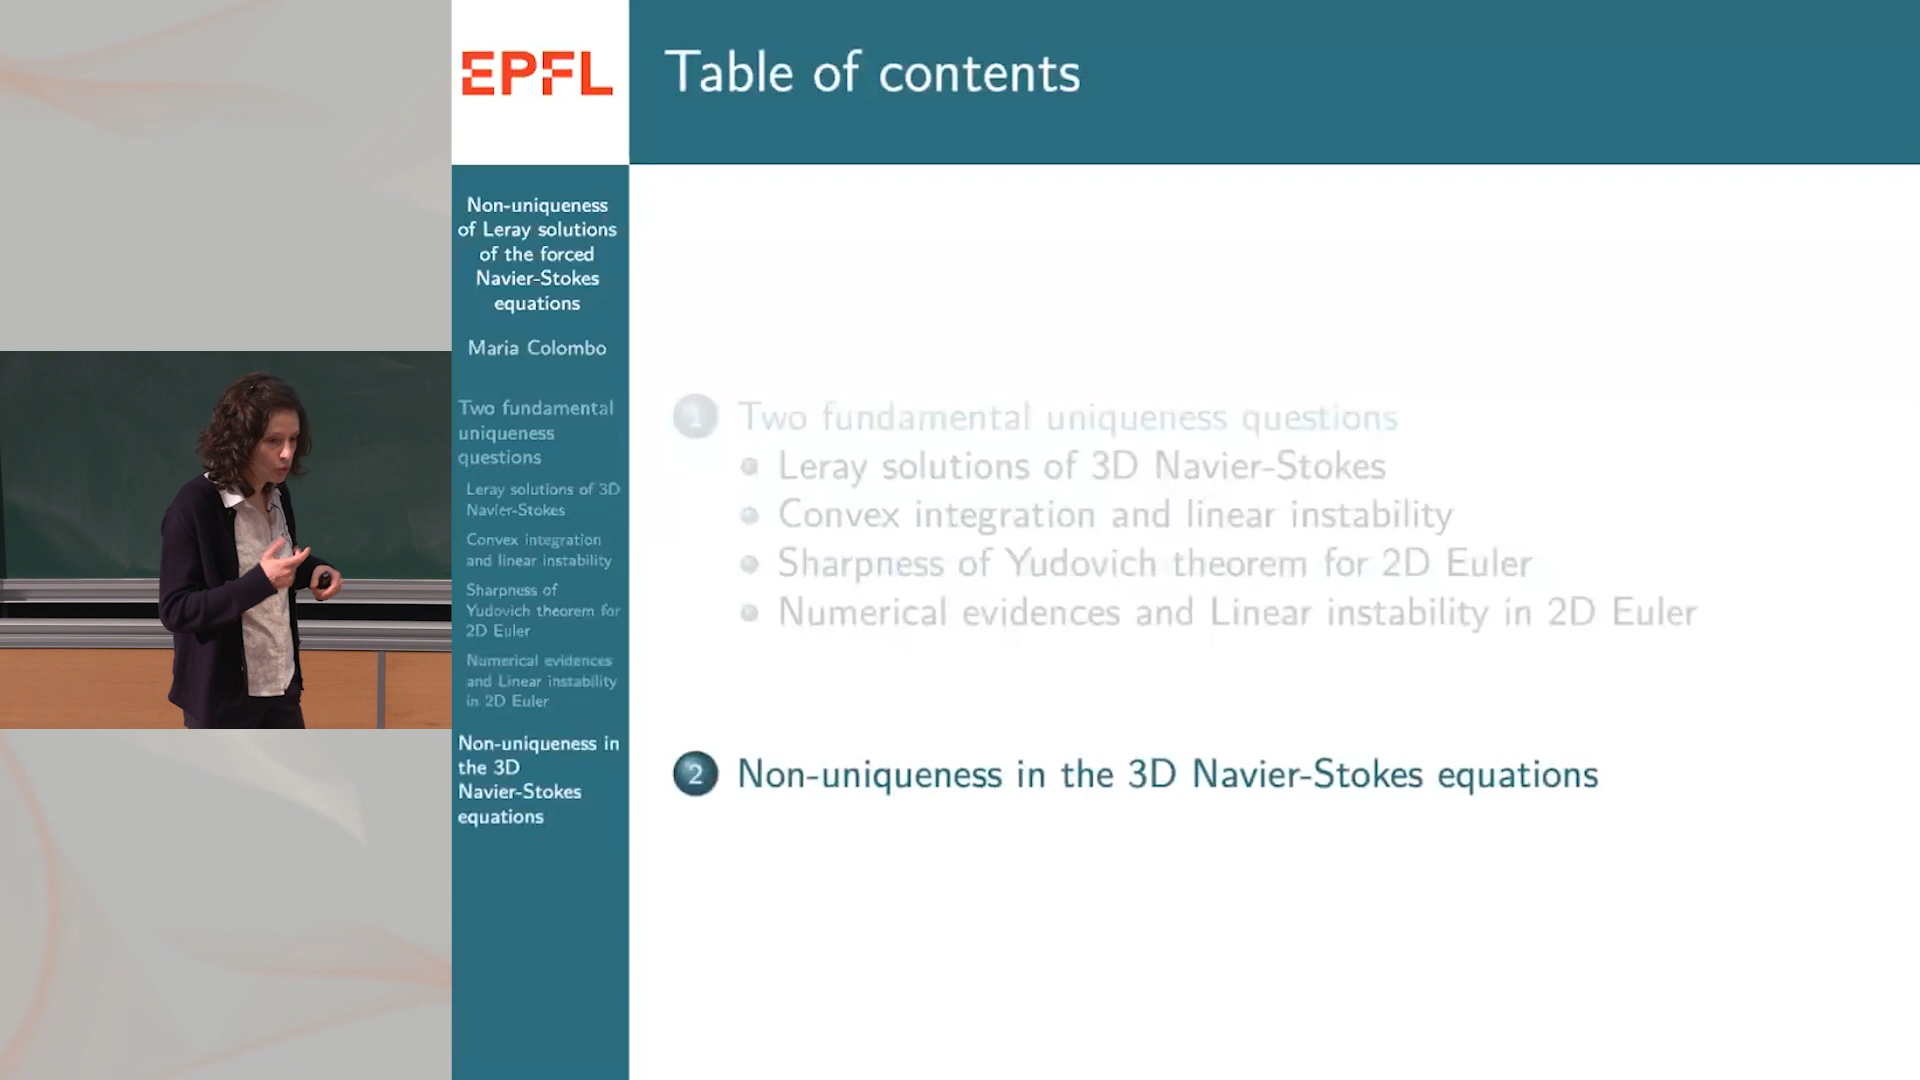 EPFL
Table of contents
Non-uniqueness
of Leray solutions
of the forced
Navier-Stokes
equations
Maria Colombo
Two fundamental
uniqueness
questions
Leray solutions of 3D
Navier-Stokes
Convex integration
and linear instability
Sharpness of
Yudovich theorem for
2D Euler
Numerical evidences
and Linear instability
in 2D Euler
Non-uniqueness in
the 3D
Navier-Stokes
equations
1 Two fundamental uniqueness questions
Leray solutions of 3D Navier-Stokes
Convex integration and linear instability
Sharpness of Yudovich theorem for 2D Euler
Numerical evidences and Linear instability in 2D Euler
2 Non-uniqueness in the 3D Navier-Stokes equations